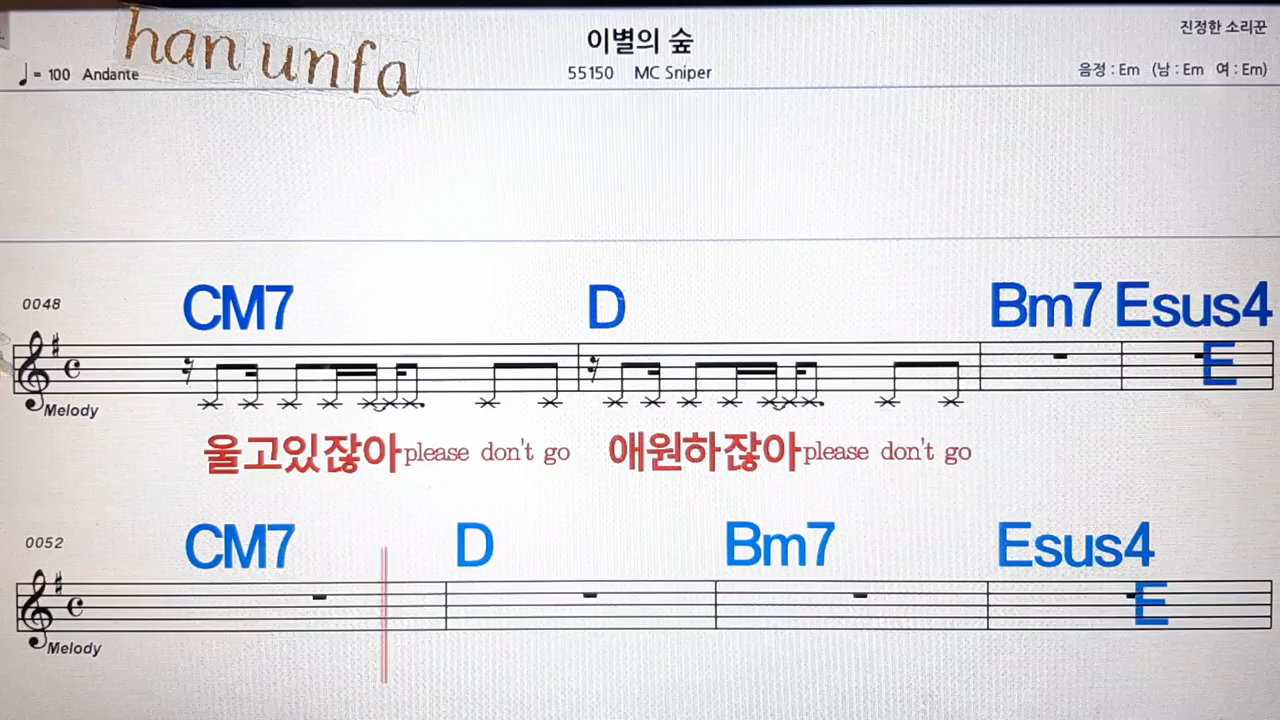 han unfa
이별의 숲
진정한 소리꾼
♩ = 100 Andante
55150 MC Sniper
음정 : Em (남 : Em 여 : Em)
0048
CM7 D Bm7 Esus4
E
Melody
울고있잖아please don't go 애원하잖아please don't go
0052
CM7 D Bm7 Esus4
E
Melody